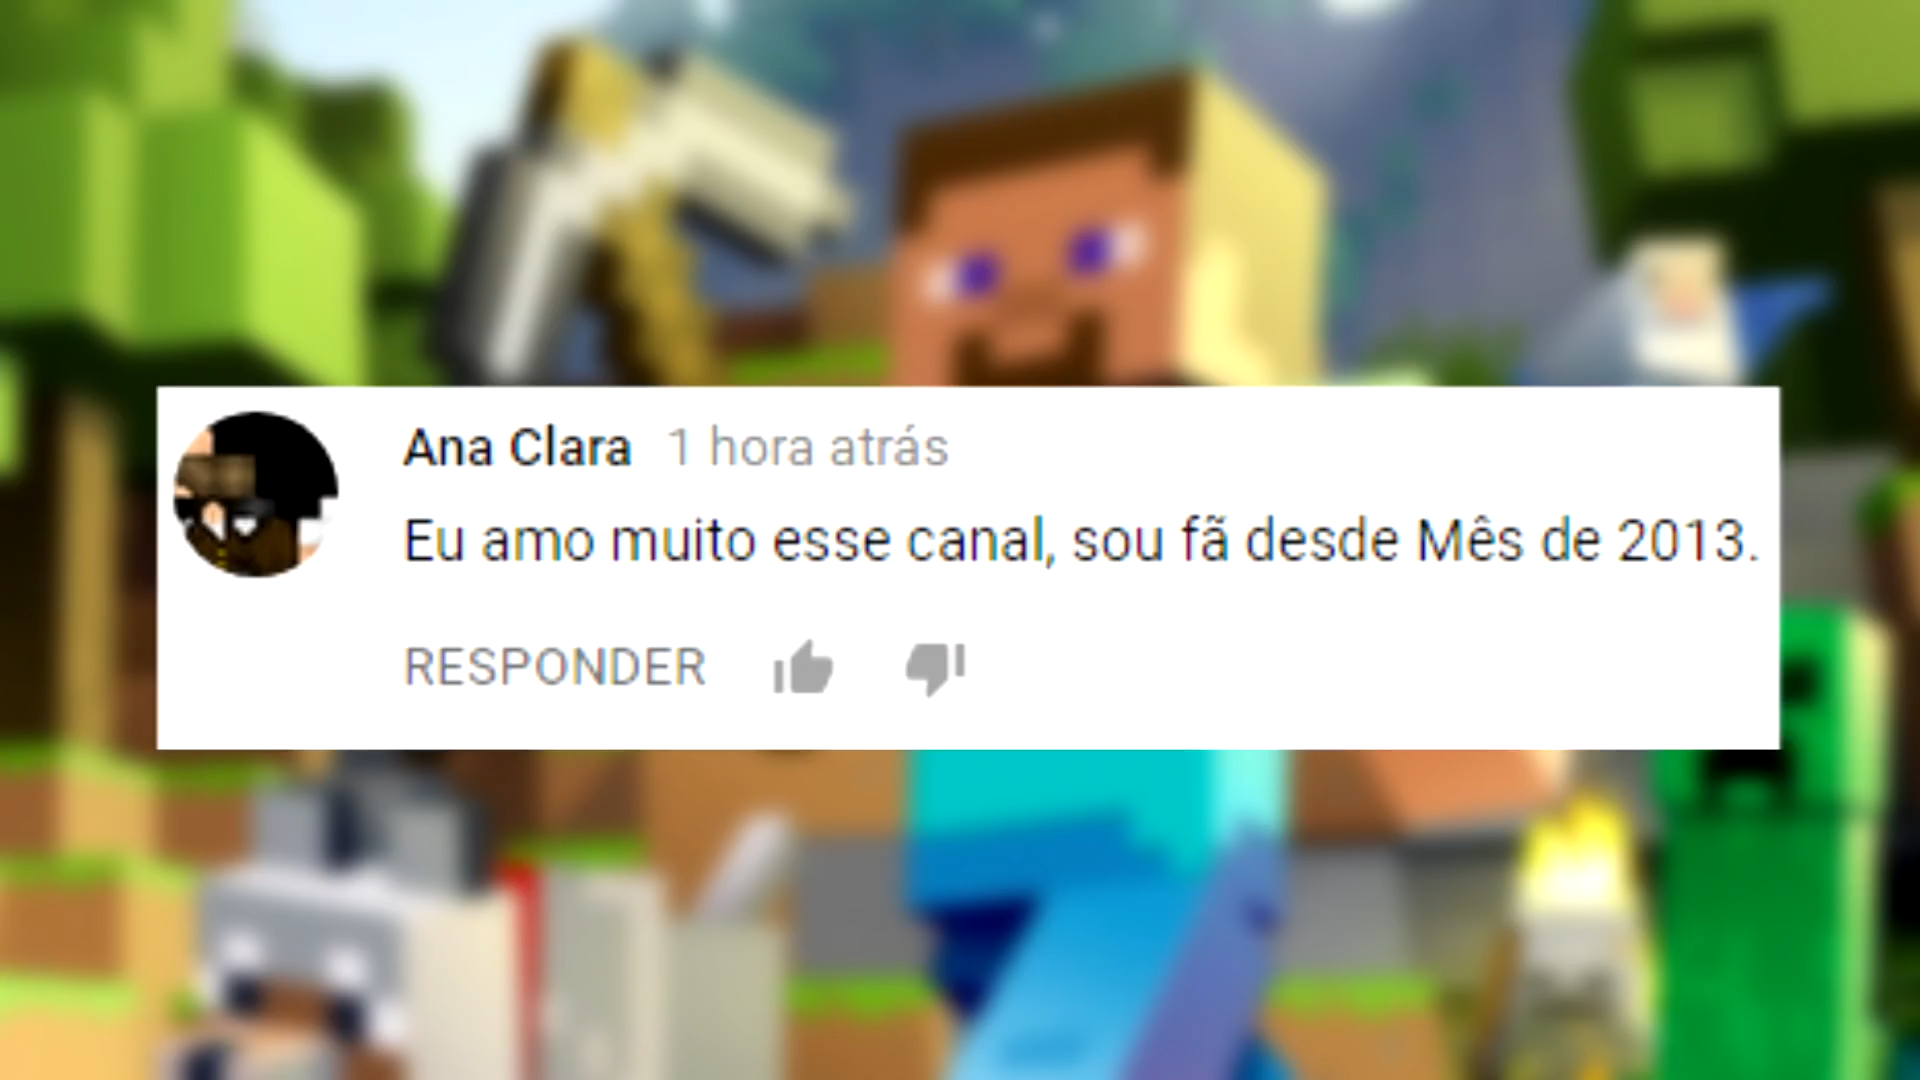 Ana Clara 1 hora atrás
Eu amo muito esse canal, sou fã desde Mês de 2013.
RESPONDER